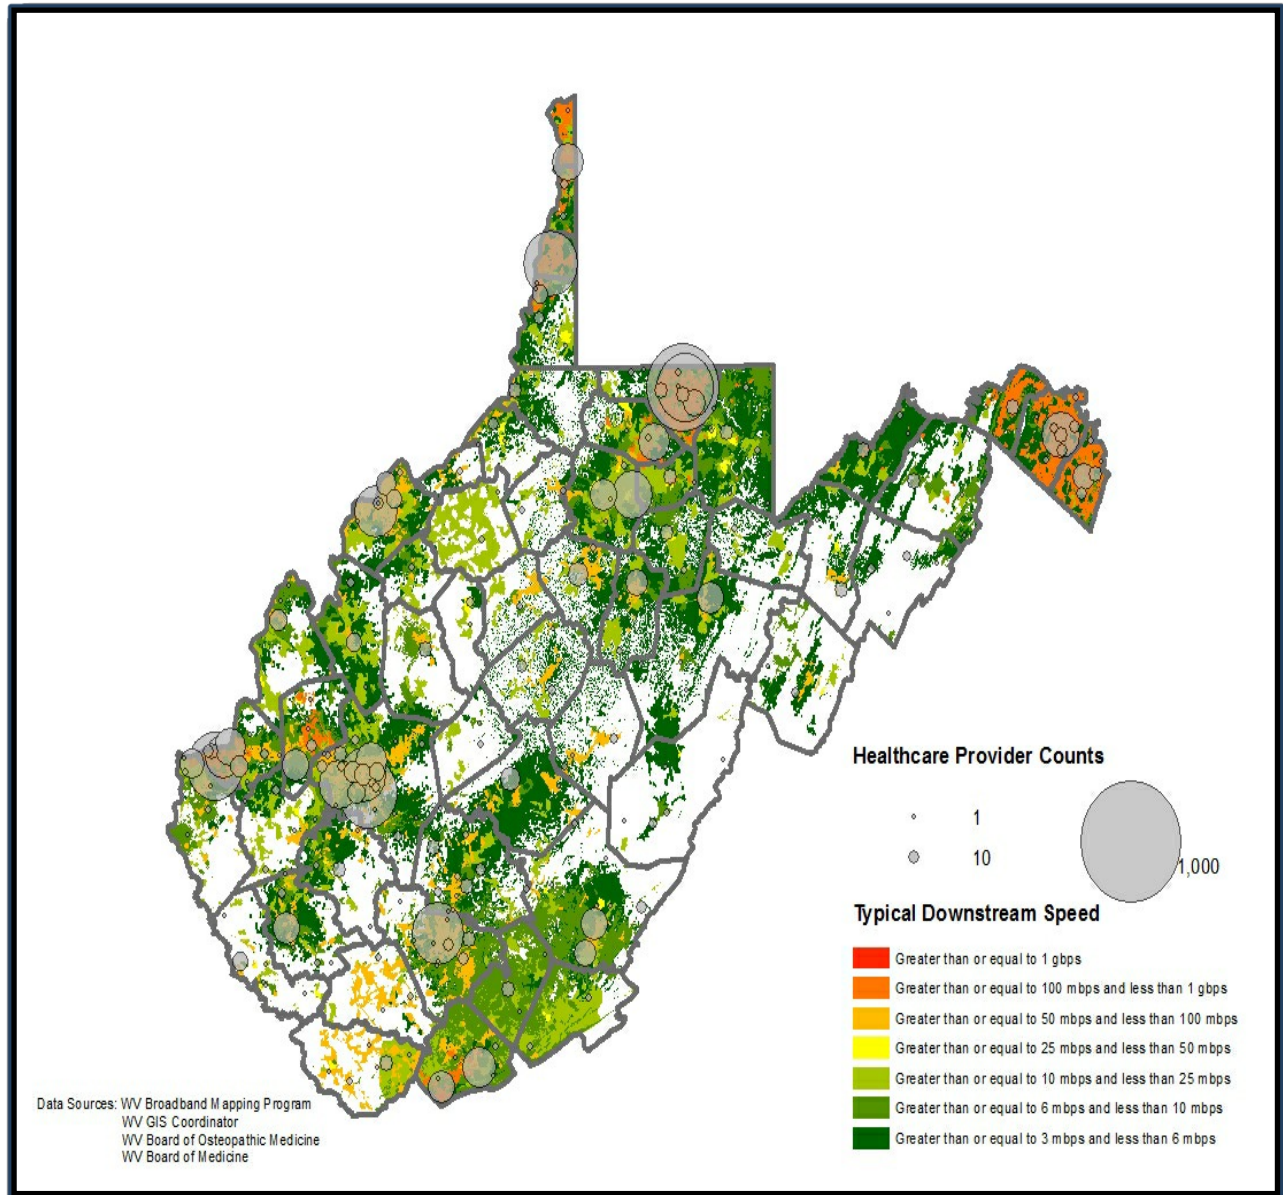 Healthcare Provider Counts
1
10
1,000
Typical Downstream Speed
Greater than or equal to 1 gbps
Greater than or equal to 100 mbps and less than 1 gbps
Greater than or equal to 50 mbps and less than 100 mbps
Greater than or equal to 25 mbps and less than 50 mbps
Greater than or equal to 10 mbps and less than 25 mbps
Greater than or equal to 6 mbps and less than 10 mbps
Greater than or equal to 3 mbps and less than 6 mbps
Data Sources: WV Broadband Mapping Program
WV GIS Coordinator
WV Board of Osteopathic Medicine
WV Board of Medicine